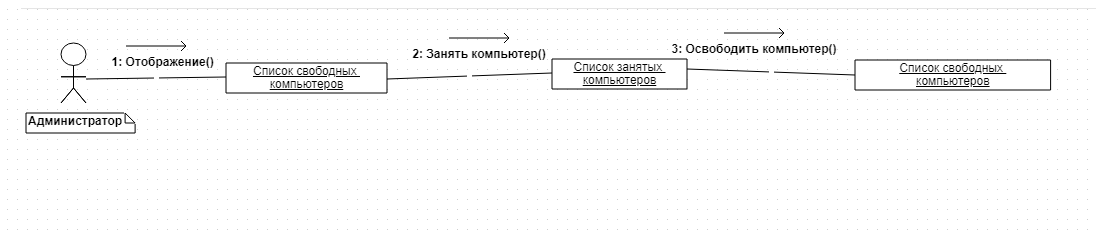 1: Отображение()
2: Занять компьютер()
3: Освободить компьютер()
Список свободных
компьютеров
Список занятых
компьютеров
Список свободных
компьютеров
Администратор